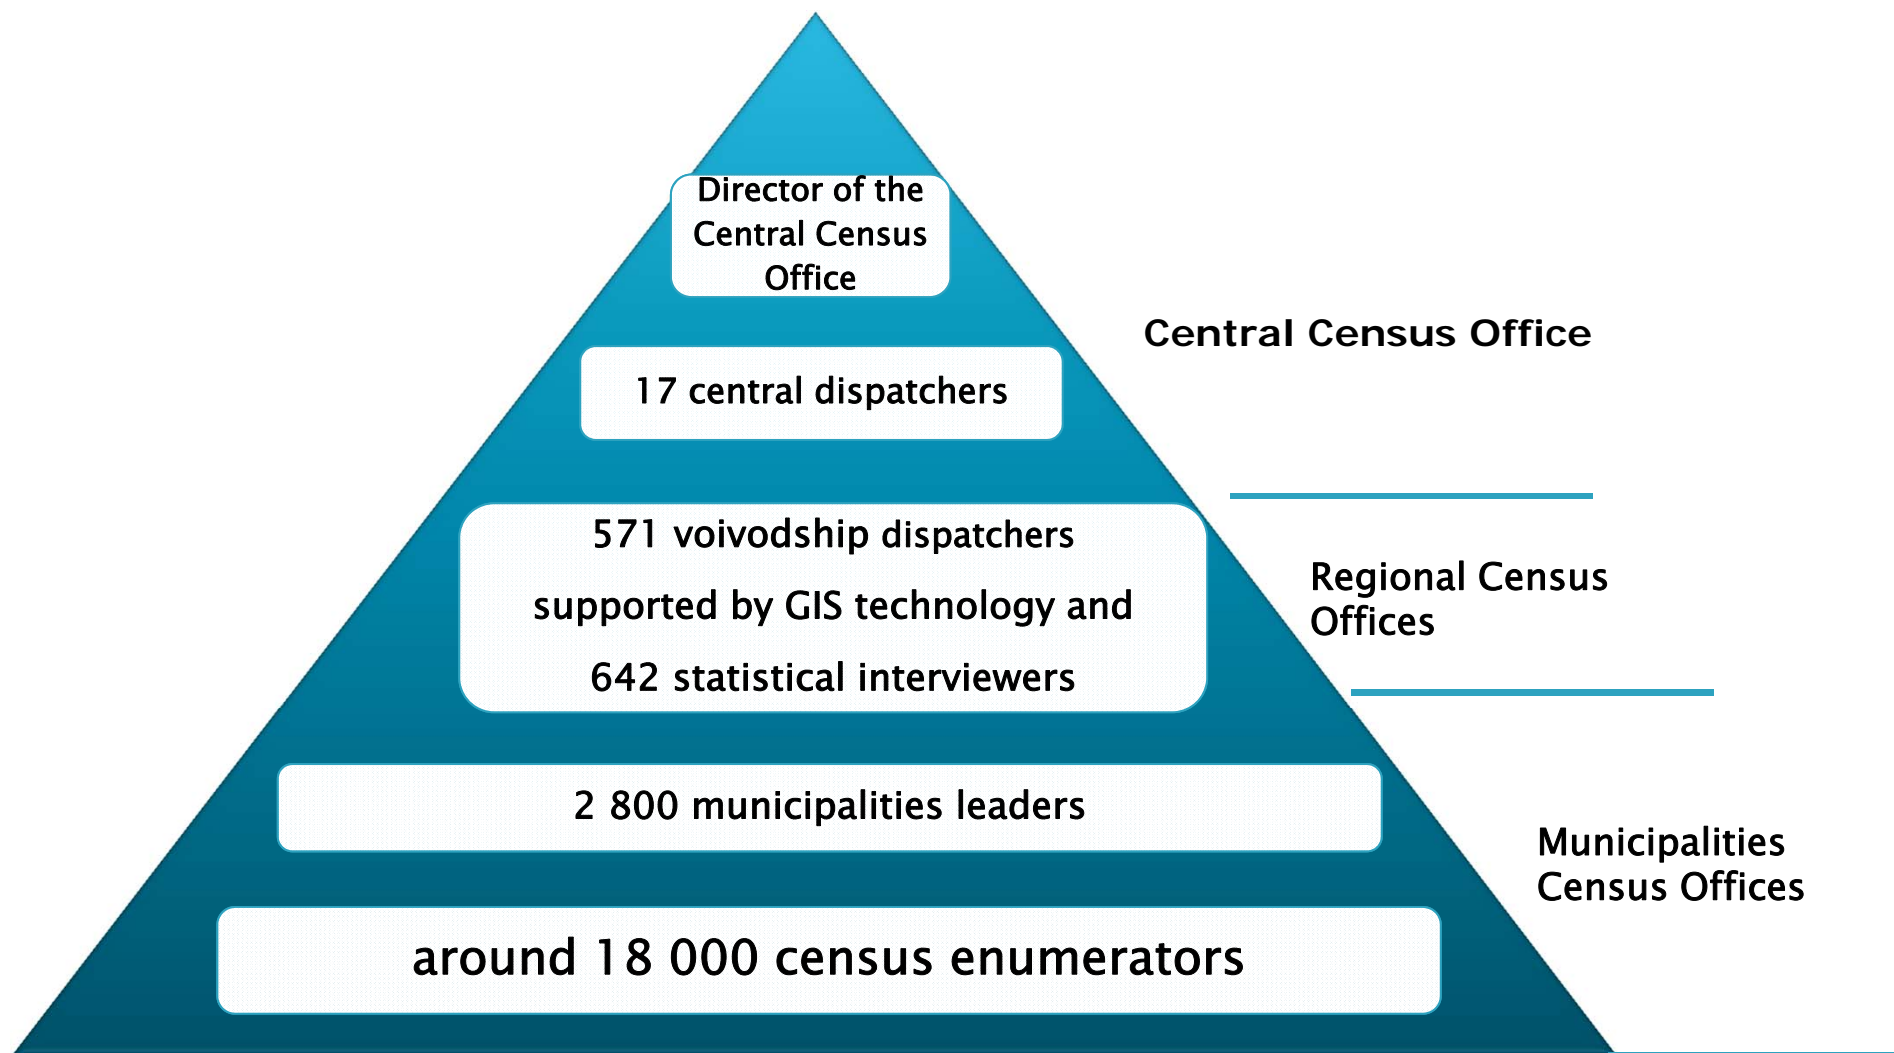 Director of the
Central Census
Office
Central Census Office
17 central dispatchers
571 voivodship dispatchers
supported by GIS technology and
642 statistical interviewers
Regional Census
Offices
2 800 municipalities leaders
Municipalities
Census Offices
around 18 000 census enumerators